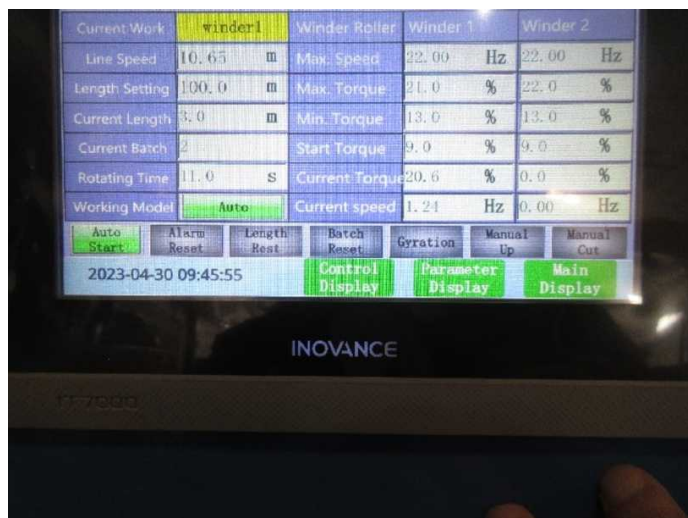 Current Work winder1 Winder Roller Winder 1 Winder 2
Line Speed 10.65 m Max. Speed 22.00 Hz 22.00 Hz
Length Setting 100.0 m Max. Torque 21.0 % 22.0 %
Current Length 3.0 m Min. Torque 13.0 % 13.0 %
Current Batch 2 Start Torque 9.0 % 9.0 %
Rotating Time 11.0 s Current Torque 20.6 % 0.0 %
Working Model Auto Current speed 1.24 Hz 0.00 Hz
Auto Start Alarm Reset Length Rest Batch Reset Gyration Manual Up Manual Cut
2023-04-30 09:45:55 Control Display Parameter Display Main Display
INOVANCE